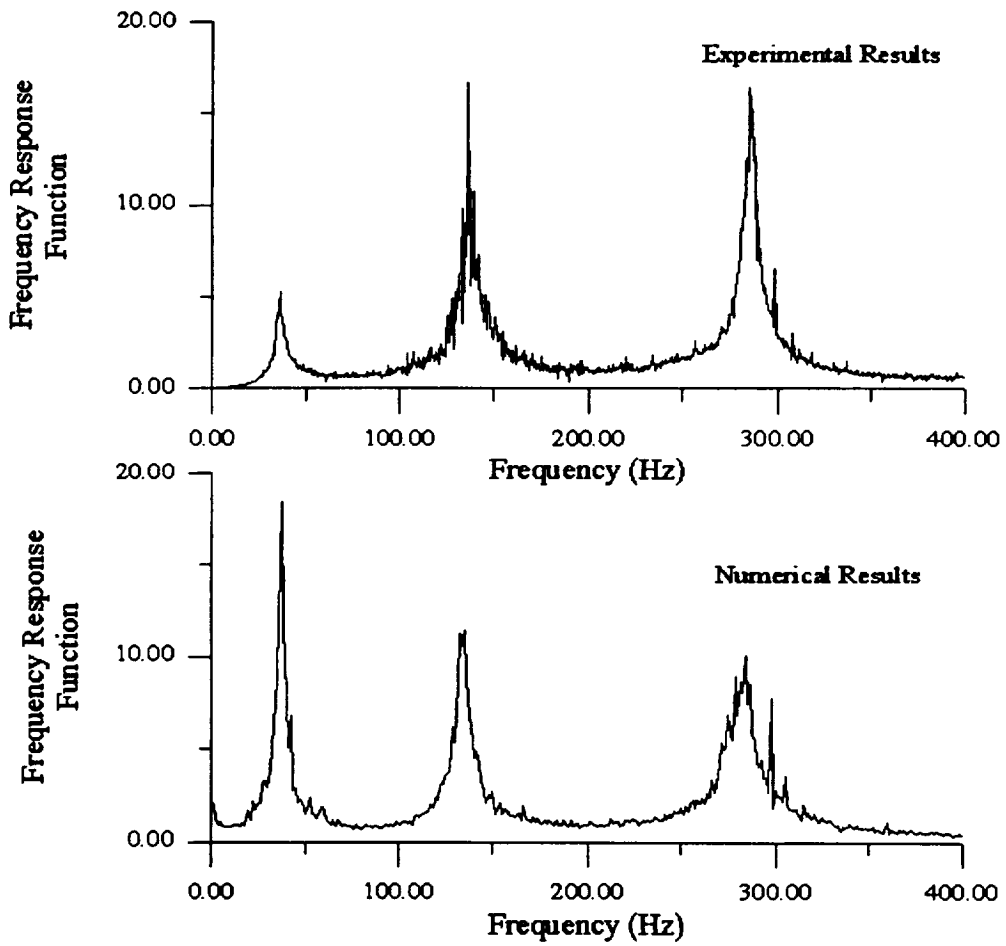 20.00
Experimental Results
Frequency Response
Function
10.00
0.00
0.00 100.00 200.00 300.00 400.00
Frequency (Hz)
20.00
Numerical Results
Frequency Response
Function
10.00
0.00
0.00 100.00 200.00 300.00 400.00
Frequency (Hz)